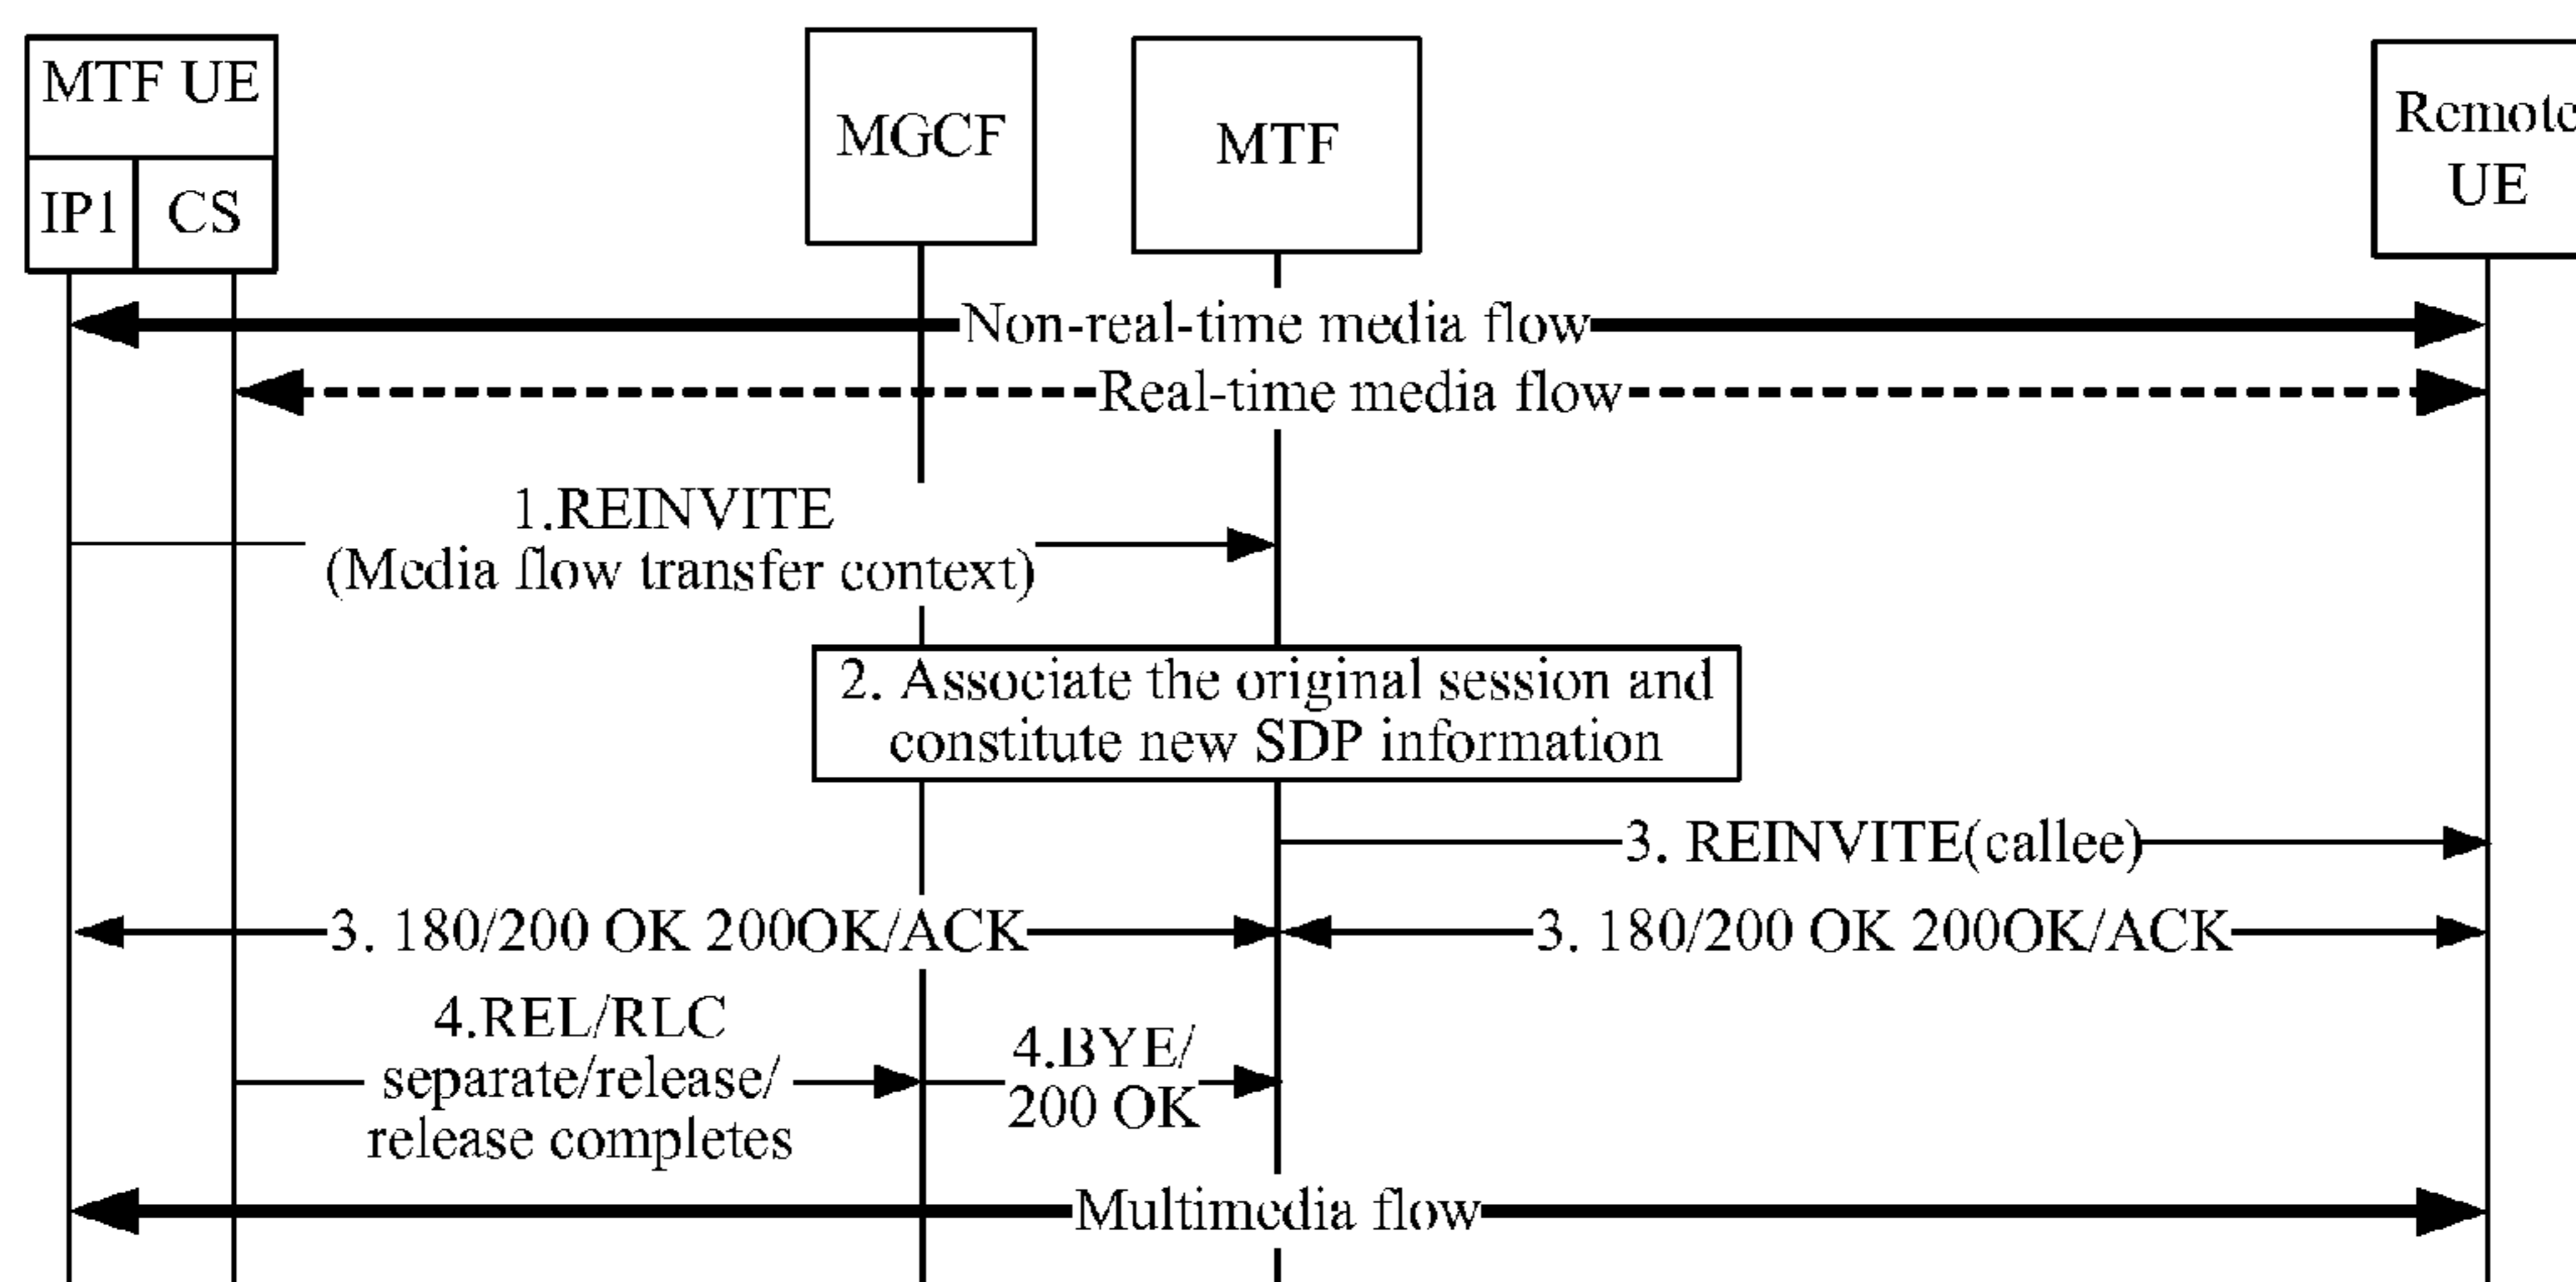 MTF UE
IP1
CS
MGCF
MTF
Remote
UE
Non-real-time media flow
Real-time media flow
1.REINVITE
(Media flow transfer context)
2. Associate the original session and
constitute new SDP information
3. REINVITE(callee)
3. 180/200 OK 200OK/ACK
3. 180/200 OK 200OK/ACK
4.REL/RLC
separate/release/
release completes
4.BYE/
200 OK
Multimedia flow